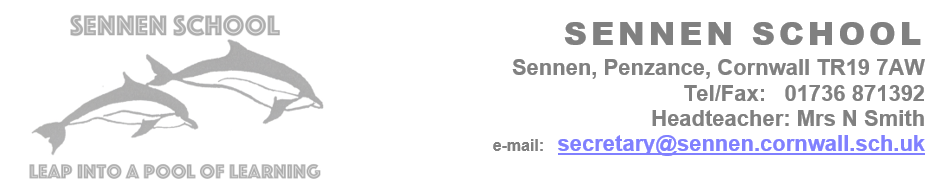 SENNEN SCHOOL
LEAP INTO A POOL OF LEARNING
SENNEN SCHOOL
Sennen, Penzance, Cornwall TR19 7AW
Tel/Fax: 01736 871392
Headteacher: Mrs N Smith
e-mail: secretary@sennen.cornwall.sch.uk